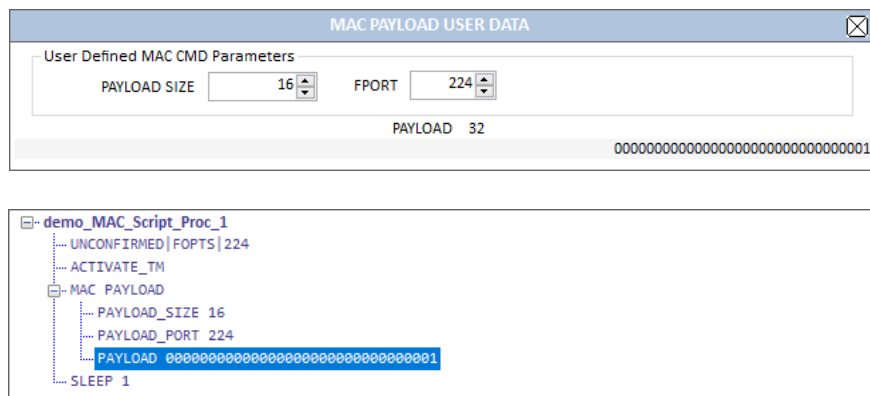 MAC PAYLOAD USER DATA
User Defined MAC CMD Parameters
PAYLOAD SIZE 16 FPORT 224
PAYLOAD 32
00000000000000000000000000000001
demo_MAC_Script_Proc_1
UNCONFIRMED|FOPTS|224
ACTIVATE_TM
MAC PAYLOAD
PAYLOAD_SIZE 16
PAYLOAD_PORT 224
PAYLOAD 00000000000000000000000000000001
SLEEP 1